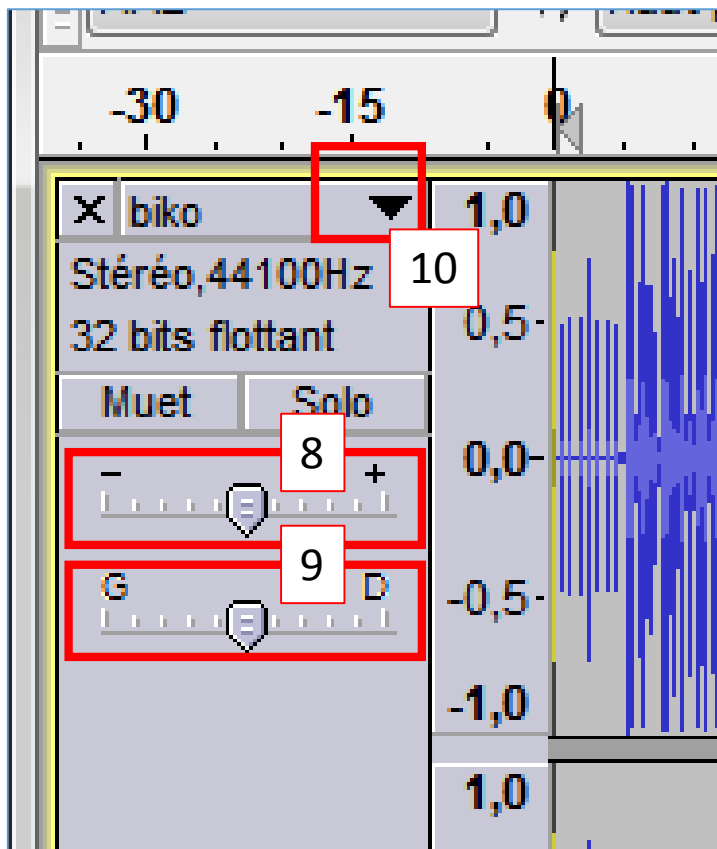 -30 -15 0
X biko
10
Stéréo,44100Hz
32 bits flottant
Muet Solo
8
- +
9
G D
1,0
0,5-
0,0-
-0,5-
-1,0
1,0